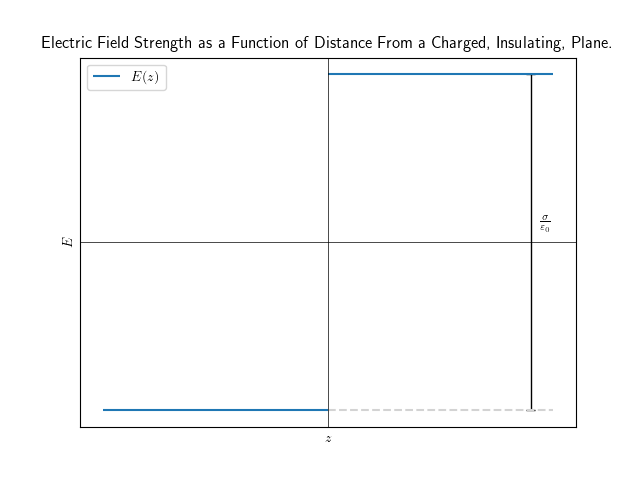 Electric Field Strength as a Function of Distance From a Charged, Insulating, Plane.
E(z)
E
σ/ε₀
z